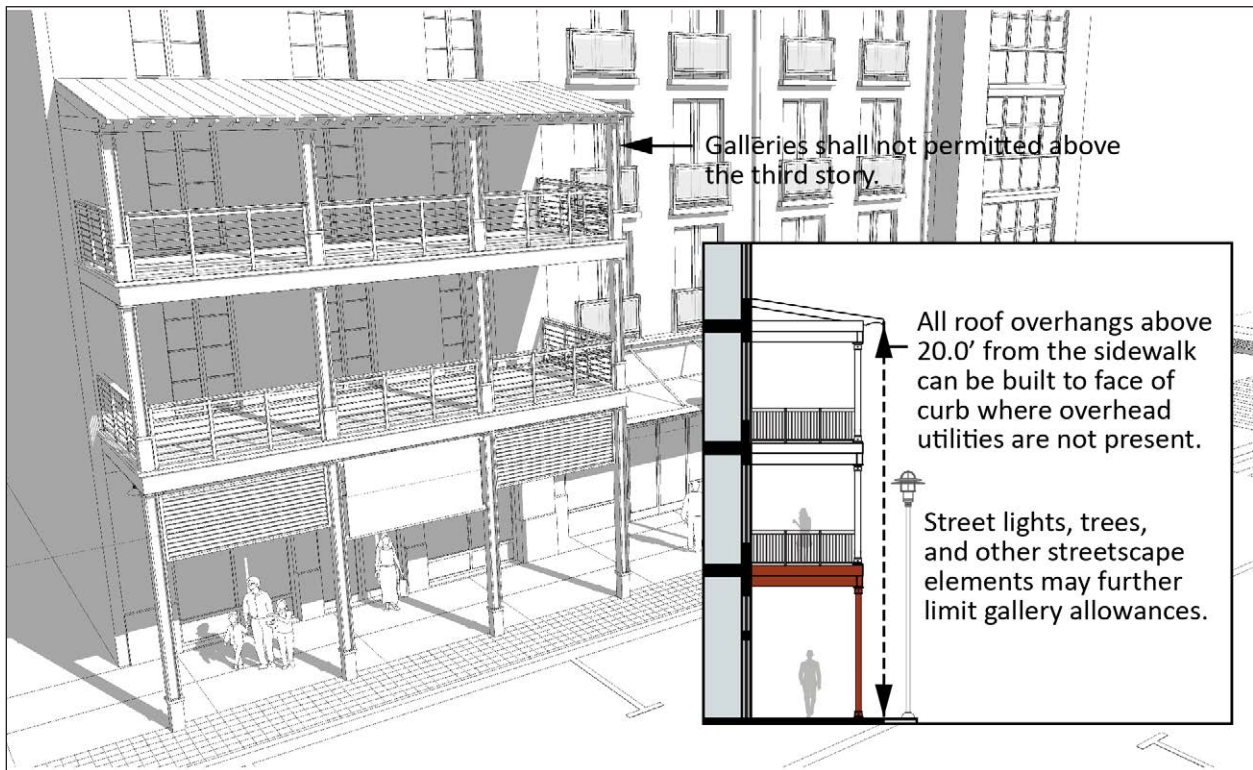 Galleries shall not permitted above
the third story.
All roof overhangs above
20.0’ from the sidewalk
can be built to face of
curb where overhead
utilities are not present.
Street lights, trees,
and other streetscape
elements may further
limit gallery allowances.